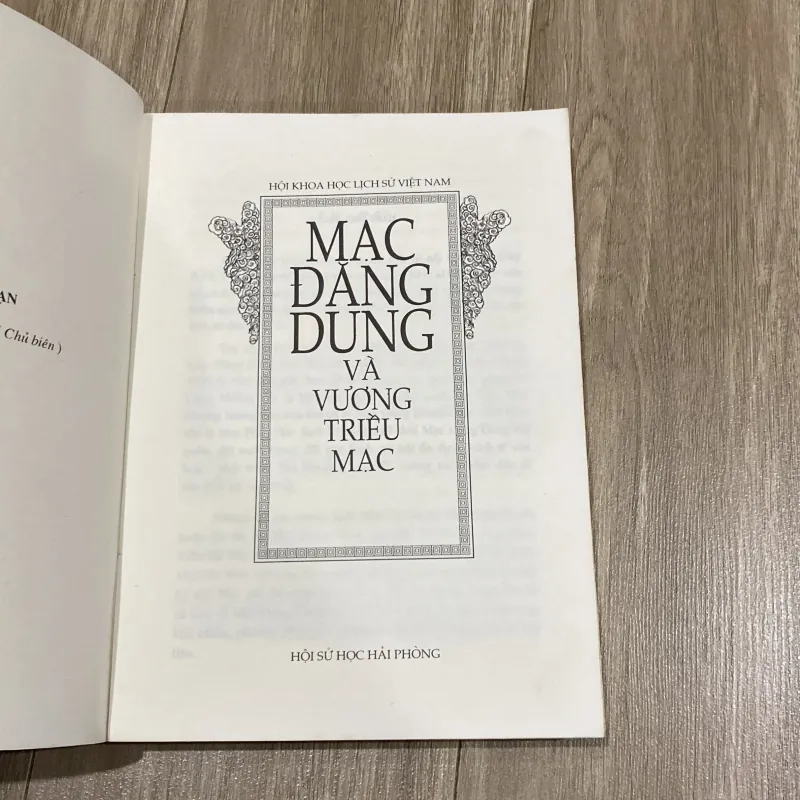 ẠN
Chủ biên)
HỘI KHOA HỌC LỊCH SỬ VIỆT NAM
MẠC
ĐĂNG
DUNG
VÀ
VƯƠNG
TRIỀU
MẠC
HỘI SỬ HỌC HẢI PHÒNG